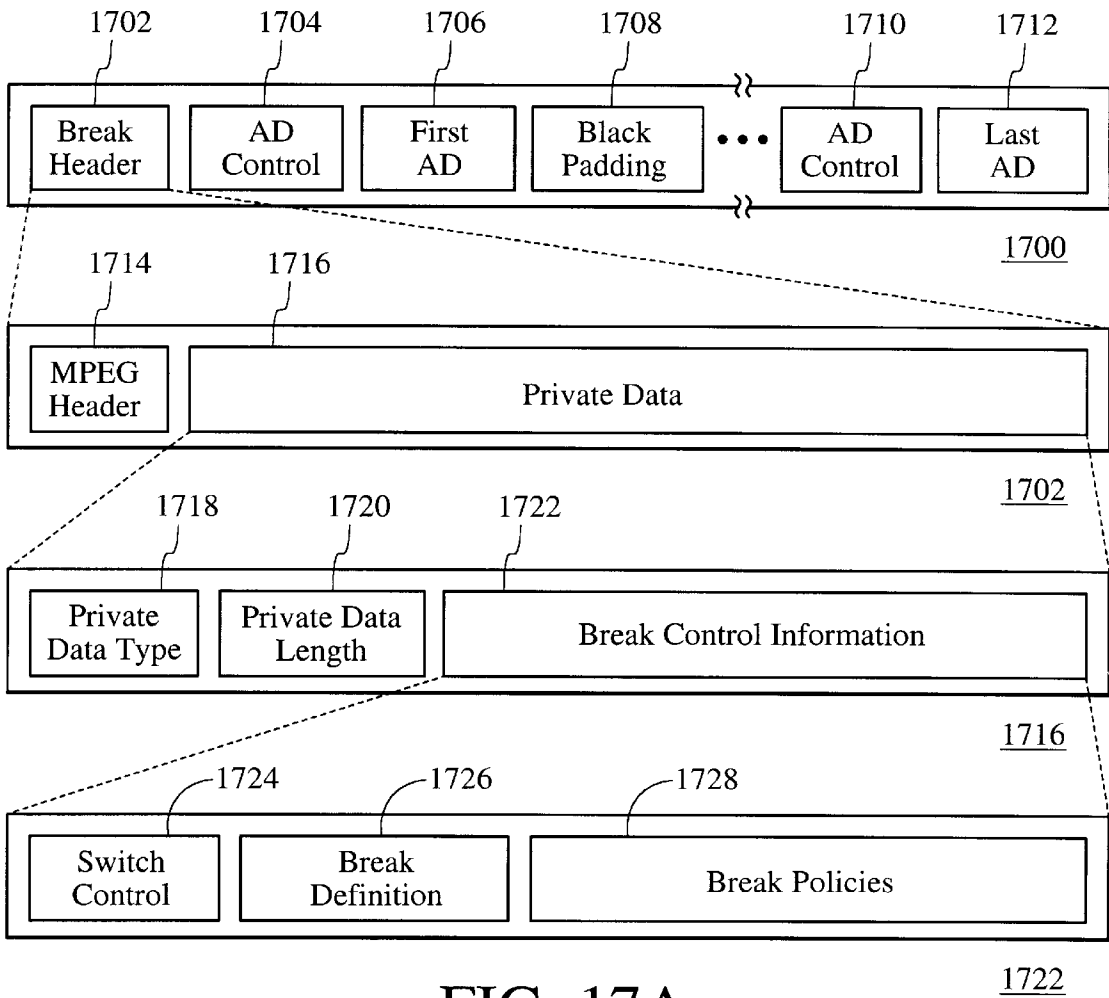 1702 1704 1706 1708 1710 1712
Break Header
AD Control
First AD
Black Padding
•••
AD Control
Last AD
1700
1714 1716
MPEG Header
Private Data
1702
1718 1720 1722
Private Data Type
Private Data Length
Break Control Information
1716
1724 1726 1728
Switch Control
Break Definition
Break Policies
1722
FIG. 17A